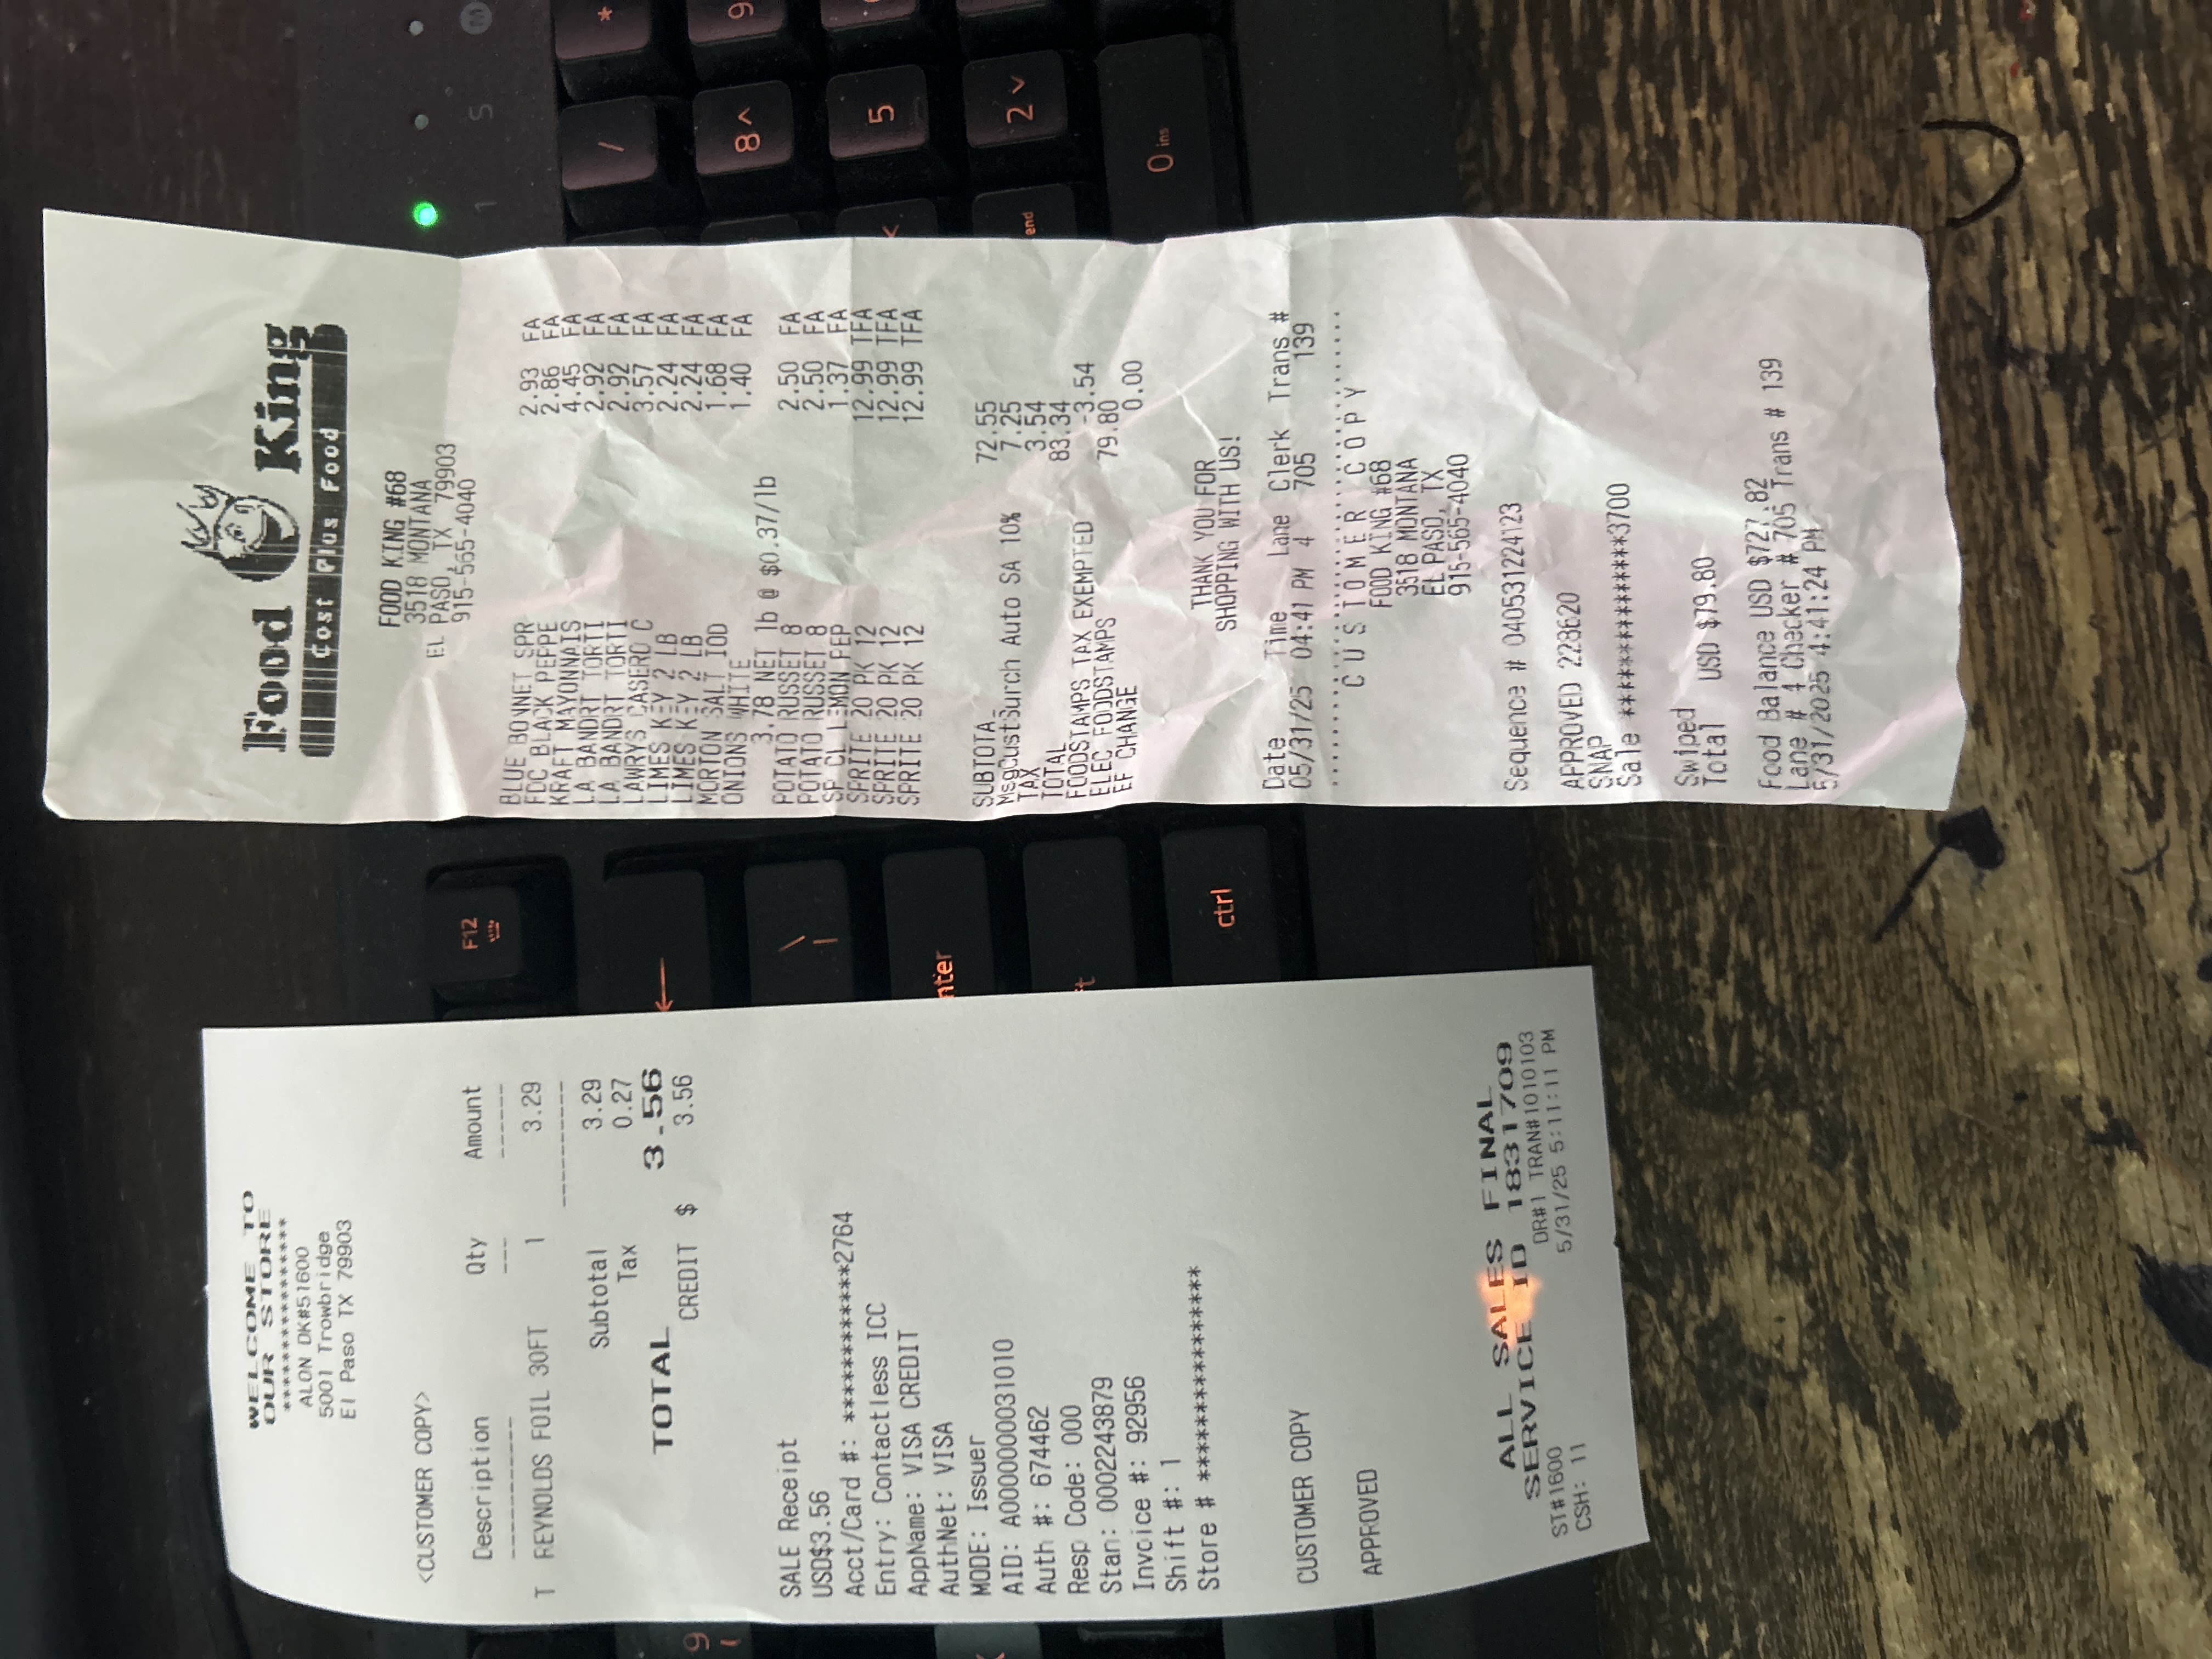 Food King
Cost Plus Food
FOOD KING #68
3518 MONTANA
EL PASO, TX 79903
915-565-4040
BLUE BONNET SPR 2.93 FA
FDC BLACK PEPPE 2.86 FA
KRAFT MAYONNAIS 4.45 FA
LA BANDRT TORTI 2.92 FA
LA BANDRT TORTI 2.92 FA
LAWRYS CASERO C 3.57 FA
LIMES KEY 2 LB 2.24 FA
LIMES KEY 2 LB 2.24 FA
MORTON SALT IOD 1.68 FA
ONIONS WHITE 1.40 FA
3.78 NET lb @ $0.37/lb
POTATO RUSSET 8 2.50 FA
POTATO RUSSET 8 2.50 FA
SP CL LEMON PEP 1.37 FA
SPRITE 20 PK 12 12.99 TFA
SPRITE 20 PK 12 12.99 TFA
SPRITE 20 PK 12 12.99 TFA
SUBTOTAL 72.55
MsgCustSurch Auto SA 10% 7.25
TAX 3.54
TOTAL 83.34
FOODSTAMPS TAX EXEMPTED -3.54
ELEC FOODSTAMPS 79.80
EF CHANGE 0.00
THANK YOU FOR
SHOPPING WITH US!
Date Time Lane Clerk Trans #
05/31/25 04:41 PM 4 705 139
CUSTOMER COPY
FOOD KING #68
3518 MONTANA
EL PASO, TX
915-565-4040
Sequence # 040531224123
APPROVED 228620
SNAP
Sale ************3700
Swiped
Total USD $79.80
Food Balance USD $727.82
Lane # 4 Checker # 705 Trans # 139
5/31/2025 4:41:24 PM
WELCOME TO
OUR STORE
******************
ALON DK#51600
5001 Trowbridge
El Paso TX 79903
<CUSTOMER COPY>
Description Qty Amount
T REYNOLDS FOIL 30FT 1 3.29
Subtotal 3.29
Tax 0.27
TOTAL 3.56
CREDIT $ 3.56
SALE Receipt
USD$3.56
Acct/Card #: ************2764
Entry: Contactless ICC
AppName: VISA CREDIT
AuthNet: VISA
MODE: Issuer
AID: A0000000031010
Auth #: 674462
Resp Code: 000
Stan: 0002243879
Invoice #: 92956
Shift #: 1
Store # ******************
CUSTOMER COPY
APPROVED
ALL SALES FINAL
SERVICE ID 1831709
ST#1600 DR#1 TRAN#1010103
CSH: 11 5/31/25 5:11:11 PM
F12
\
|
nter
ctrl
*
9
/
8
5
2
0 ins
end
1
S
M